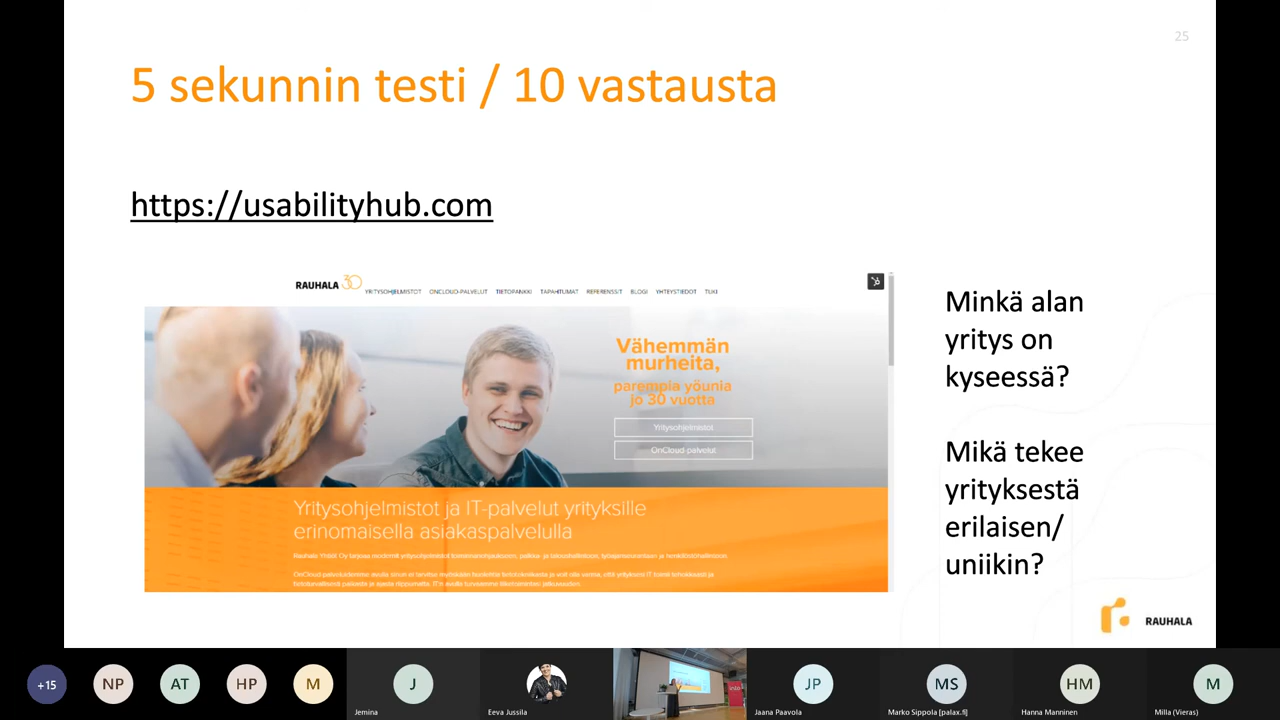 25
5 sekunnin testi / 10 vastausta
https://usabilityhub.com
RAUHALA 30
YRITYSOHJELMISTOT ONCLOUD-PALVELUT TIETOPANKKI TAPAHTUMAT REFERENSSIT BLOGI YHTEYSTIEDOT TUKI
Vähemmän
murheita,
parempia yöunia
jo 30 vuotta
Yritysohjelmistot
OnCloud palvelut
Yritysohjelmistot ja IT-palvelut yrityksille
erinomaisella asiakaspalvelulla
Minkä alan
yritys on
kyseessä?
Mikä tekee
yrityksestä
erilaisen/
uniikin?
RAUHALA
+15
NP
AT
HP
M
J
Jemina
Eeva Jussila
JP
Jaana Paavola
MS
Marko Sippola [palax.fi]
HM
Hanna Manninen
M
Milla (Vieras)